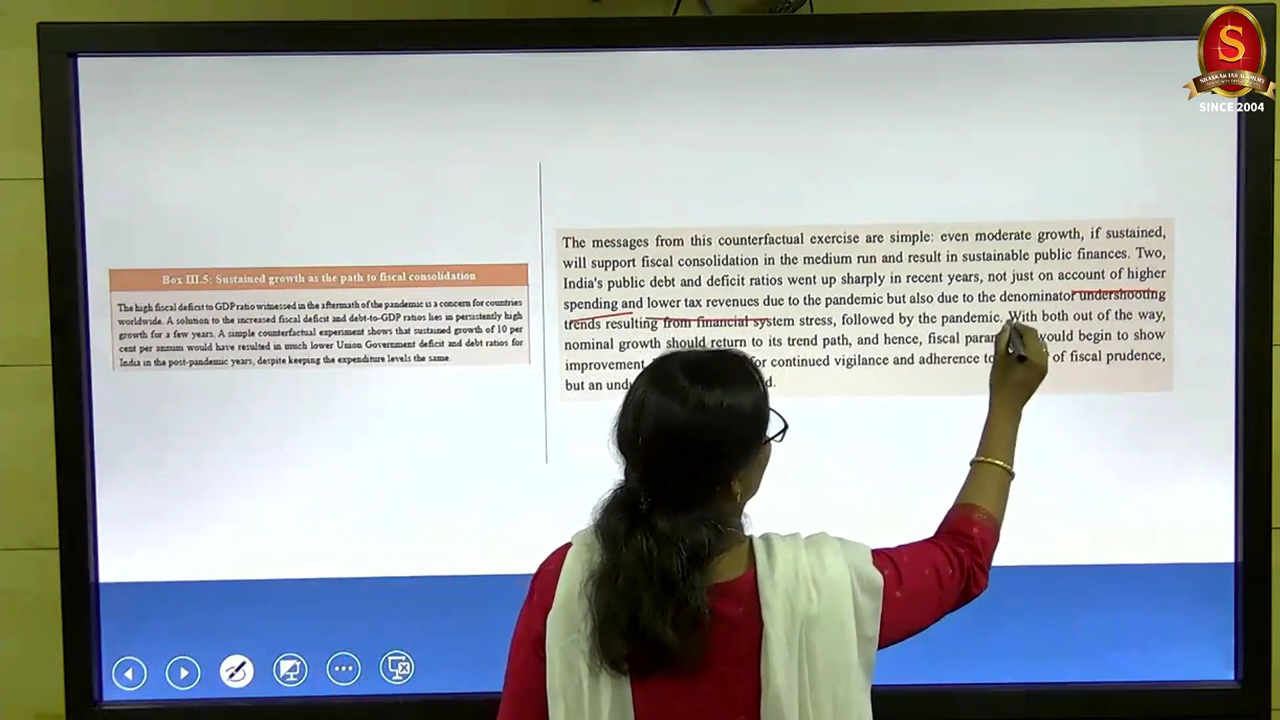 S
SHANKAR IAS ACADEMY
SINCE 2004
Box III.5: Sustained growth as the path to fiscal consolidation
The high fiscal deficit to GDP ratio witnessed in the aftermath of the pandemic is a concern for countries
worldwide. A solution to the increased fiscal deficit and debt-to-GDP ratios lies in persistently high
growth for a few years. A simple counterfactual experiment shows that sustained growth of 10 per
cent per annum would have resulted in much lower Union Government deficit and debt ratios for
India in the post-pandemic years, despite keeping the expenditure levels the same.
The messages from this counterfactual exercise are simple: even moderate growth, if sustained,
will support fiscal consolidation in the medium run and result in sustainable public finances. Two,
India's public debt and deficit ratios went up sharply in recent years, not just on account of higher
spending and lower tax revenues due to the pandemic but also due to the denominator undershooting
trends resulting from financial system stress, followed by the pandemic. With both out of the way,
nominal growth should return to its trend path, and hence, fiscal would begin to show
improvement for continued vigilance and adherence to of fiscal prudence,
but an